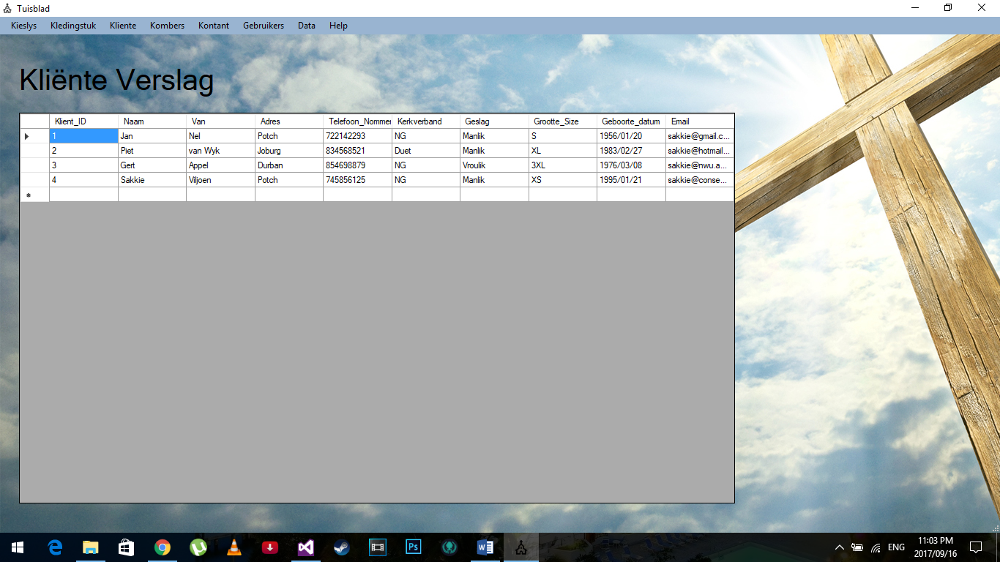 Tuisblad
Kieslys Kledingstuk Kliente Kombers Kontant Gebruikers Data Help
Kliënte Verslag
Klient_ID Naam Van Adres Telefoon_Nommer Kerkverband Geslag Grootte_Size Geboorte_datum Email
1 Jan Nel Potch 722142293 NG Manlik S 1956/01/20 sakkie@gmail.c...
2 Piet van Wyk Joburg 834568521 Duet Manlik XL 1983/02/27 sakkie@hotmail...
3 Gert Appel Durban 854698879 NG Vroulik 3XL 1976/03/08 sakkie@nwu.a...
4 Sakkie Viljoen Potch 745856125 NG Manlik XS 1995/01/21 sakkie@conse...
Ps
ENG
11:03 PM
2017/09/16